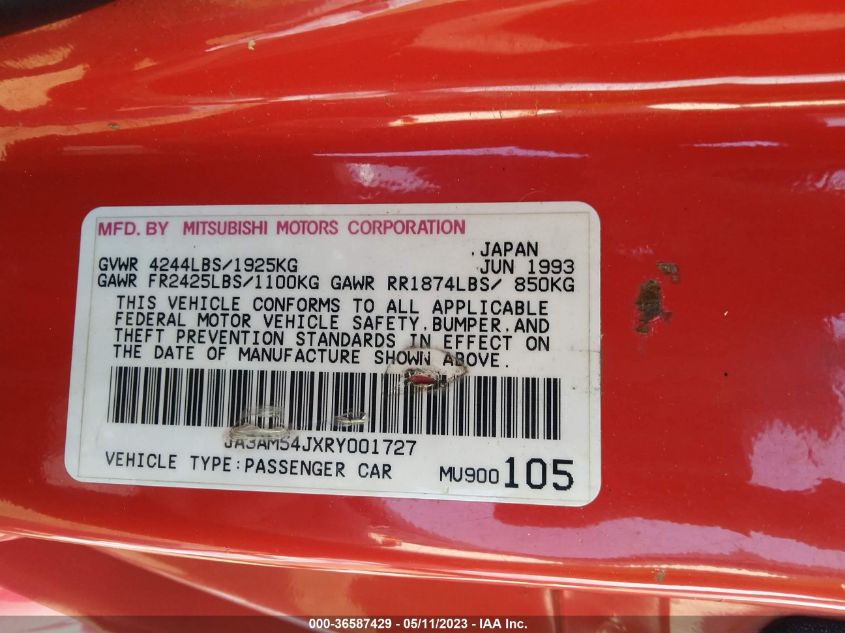 MFD. BY MITSUBISHI MOTORS CORPORATION
JAPAN
GVWR 4244LBS/1925KG JUN 1993
GAWR FR2425LBS/1100KG GAWR RR1874LBS/ 850KG
THIS VEHICLE CONFORMS TO ALL APPLICABLE
FEDERAL MOTOR VEHICLE SAFETY, BUMPER, AND
THEFT PREVENTION STANDARDS IN EFFECT ON
THE DATE OF MANUFACTURE SHOWN ABOVE.
JA3AM54JXRY001727
VEHICLE TYPE:PASSENGER CAR MU900 105
000-36587429 - 05/11/2023 - IAA Inc.